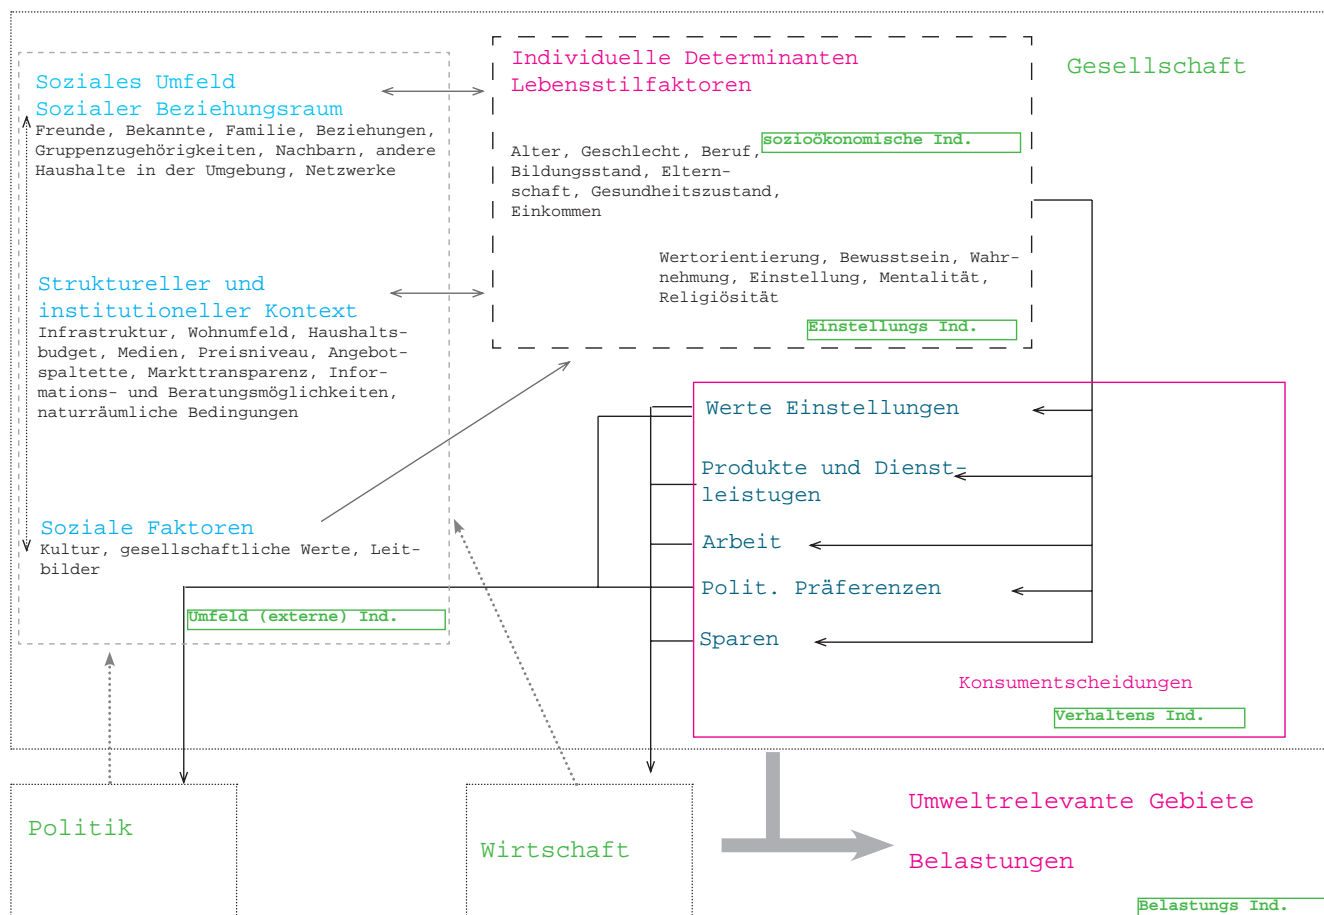 Gesellschaft
Soziales Umfeld
Sozialer Beziehungsraum
Freunde, Bekannte, Familie, Beziehungen,
Gruppenzugehörigkeiten, Nachbarn, andere
Haushalte in der Umgebung, Netzwerke
Struktureller und
institutioneller Kontext
Infrastruktur, Wohnumfeld, Haushalts-
budget, Medien, Preisniveau, Angebot-
spaltette, Markttransparenz, Infor-
mations- und Beratungsmöglichkeiten,
naturräumliche Bedingungen
Soziale Faktoren
Kultur, gesellschaftliche Werte, Leit-
bilder
Umfeld (externe) Ind.
Individuelle Determinanten
Lebensstilfaktoren
sozioökonomische Ind.
Alter, Geschlecht, Beruf,
Bildungsstand, Eltern-
schaft, Gesundheitszustand,
Einkommen
Wertorientierung, Bewusstsein, Wahr-
nehmung, Einstellung, Mentalität,
Religiösität
Einstellungs Ind.
Werte Einstellungen
Produkte und Dienst-
leistugen
Arbeit
Polit. Präferenzen
Sparen
Konsumentscheidungen
Verhaltens Ind.
Politik
Wirtschaft
Umweltrelevante Gebiete
Belastungen
Belastungs Ind.